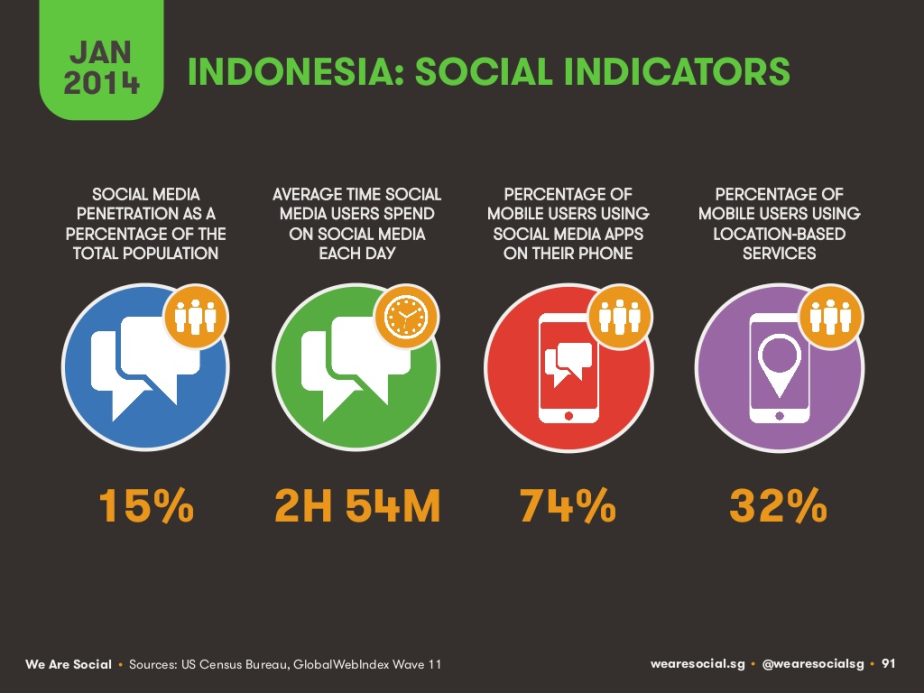 JAN
2014
INDONESIA: SOCIAL INDICATORS
SOCIAL MEDIA
PENETRATION AS A
PERCENTAGE OF THE
TOTAL POPULATION
AVERAGE TIME SOCIAL
MEDIA USERS SPEND
ON SOCIAL MEDIA
EACH DAY
PERCENTAGE OF
MOBILE USERS USING
SOCIAL MEDIA APPS
ON THEIR PHONE
PERCENTAGE OF
MOBILE USERS USING
LOCATION-BASED
SERVICES
15%
2H 54M
74%
32%
We Are Social • Sources: US Census Bureau, GlobalWebIndex Wave 11
wearesocial.sg • @wearesocialsg • 91